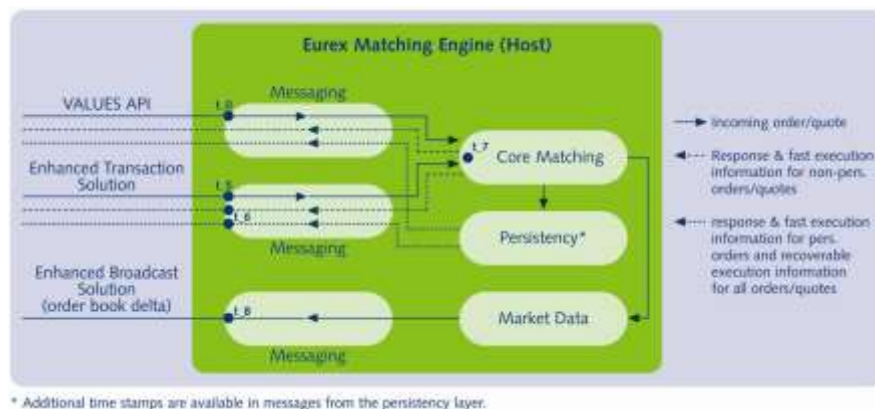 Eurex Matching Engine (Host)
Messaging
VALUES API
t_0
Incoming order/quote
t_7
Core Matching
Response & fast execution
information for non-pers.
orders/quotes
Enhanced Transaction
Solution
t_5
t_6
Messaging
Persistency*
response & fast execution
information for pers.
orders and recoverable
execution information
for all orders/quotes
Enhanced Broadcast
Solution
(order book delta)
t_8
Market Data
Messaging
* Additional time stamps are available in messages from the persistency layer.